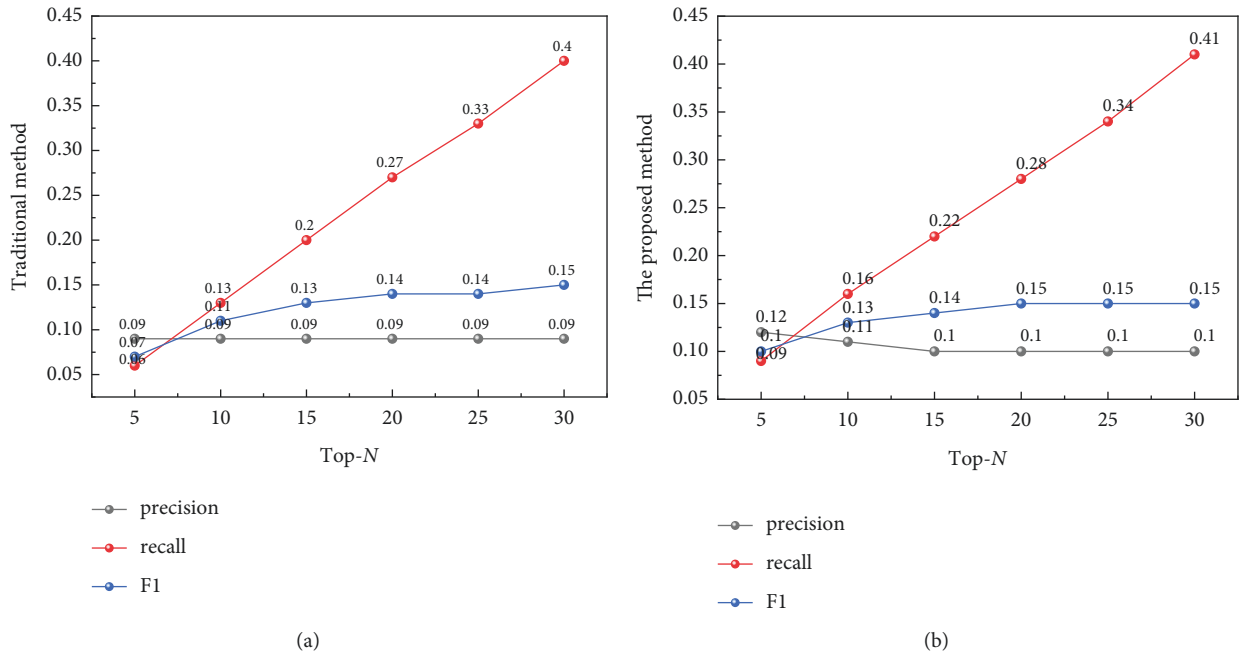 Traditional method
0.45
0.40
0.35
0.30
0.25
0.20
0.15
0.10
0.05
0.09 0.09 0.09 0.09 0.09 0.09
0.06 0.13 0.2 0.27 0.33 0.4
0.07 0.11 0.13 0.14 0.14 0.15
5 10 15 20 25 30
Top-N
precision
recall
F1
(a)
The proposed method
0.45
0.40
0.35
0.30
0.25
0.20
0.15
0.10
0.05
0.12 0.11 0.1 0.1 0.1 0.1
0.09 0.16 0.22 0.28 0.34 0.41
0.1 0.13 0.14 0.15 0.15 0.15
5 10 15 20 25 30
Top-N
precision
recall
F1
(b)